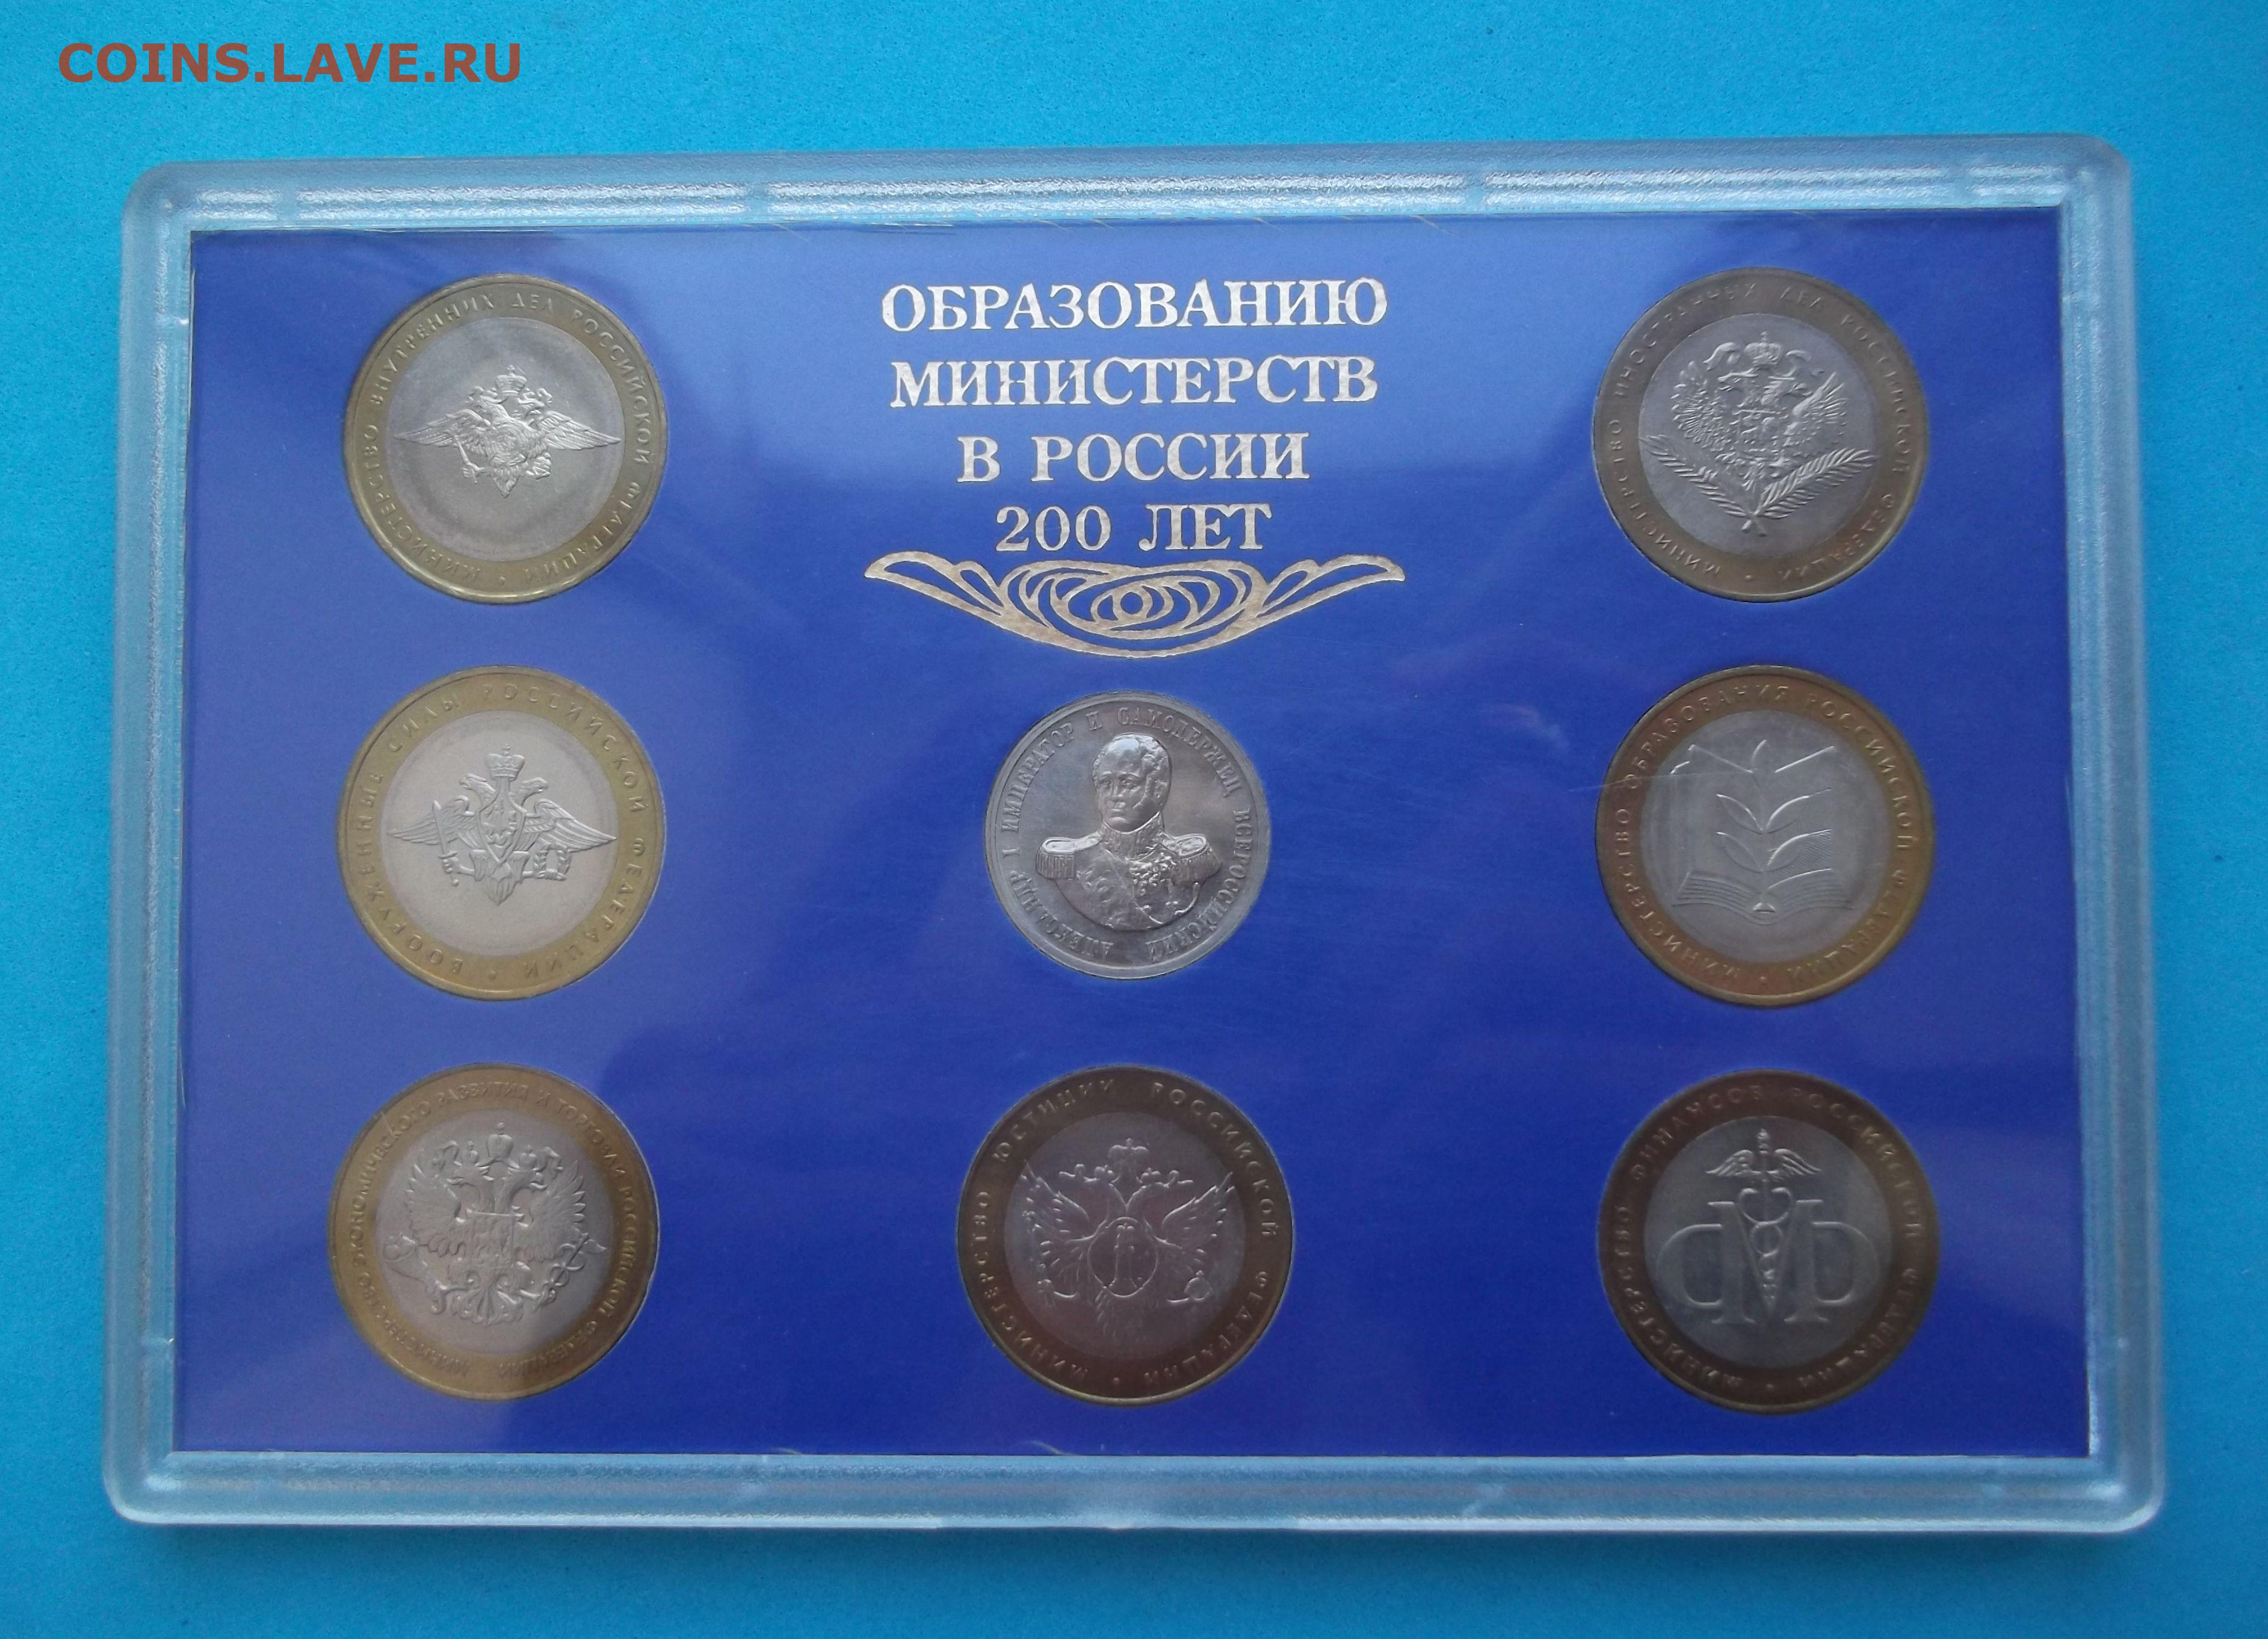 COINS.LAVE.RU
ОБРАЗОВАНИЮ
МИНИСТЕРСТВ
В РОССИИ
200 ЛЕТ
МИНИСТЕРСТВО ВНУТРЕННИХ ДЕЛ РОССИЙСКОЙ ФЕДЕРАЦИИ •
МИНИСТЕРСТВО ИНОСТРАННЫХ ДЕЛ РОССИЙСКОЙ ФЕДЕРАЦИИ •
ВООРУЖЕННЫЕ СИЛЫ РОССИЙСКОЙ ФЕДЕРАЦИИ •
АЛЕКСАНДР I ИМПЕРАТОР И САМОДЕРЖЕЦ ВСЕРОССИЙСКИЙ
МИНИСТЕРСТВО ОБРАЗОВАНИЯ РОССИЙСКОЙ ФЕДЕРАЦИИ •
МИНИСТЕРСТВО ЭКОНОМИЧЕСКОГО РАЗВИТИЯ И ТОРГОВЛИ РОССИЙСКОЙ ФЕДЕРАЦИИ
МИНИСТЕРСТВО ЮСТИЦИИ РОССИЙСКОЙ ФЕДЕРАЦИИ •
МИНИСТЕРСТВО ФИНАНСОВ РОССИЙСКОЙ ФЕДЕРАЦИИ •
МФ